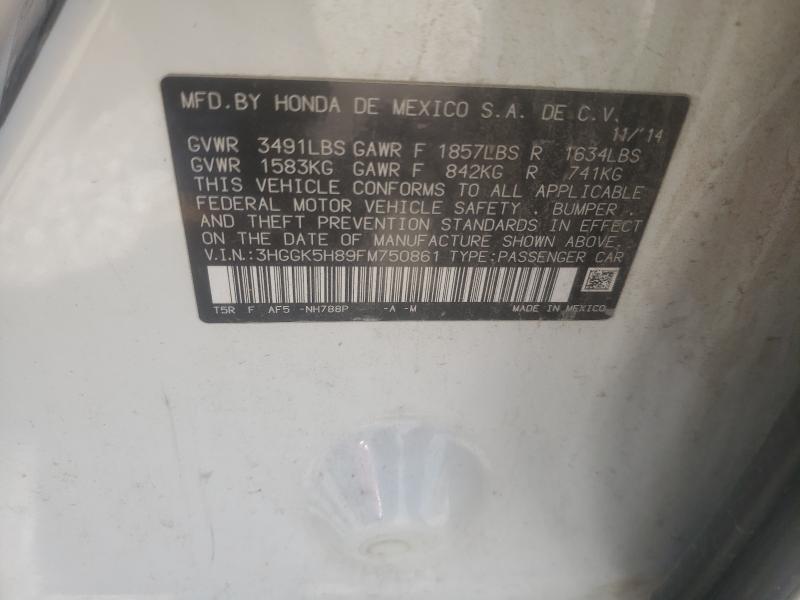 MFD.BY HONDA DE MEXICO S.A. DE C.V.
11/'14
GVWR 3491LBS GAWR F 1857LBS R 1634LBS
GVWR 1583KG GAWR F 842KG R 741KG
THIS VEHICLE CONFORMS TO ALL APPLICABLE
FEDERAL MOTOR VEHICLE SAFETY . BUMPER .
AND THEFT PREVENTION STANDARDS IN EFFECT
ON THE DATE OF MANUFACTURE SHOWN ABOVE.
V.I.N.:3HGGK5H89FM750861 TYPE:PASSENGER CAR
T5R F AF5 -NH788P -A -M MADE IN MEXICO